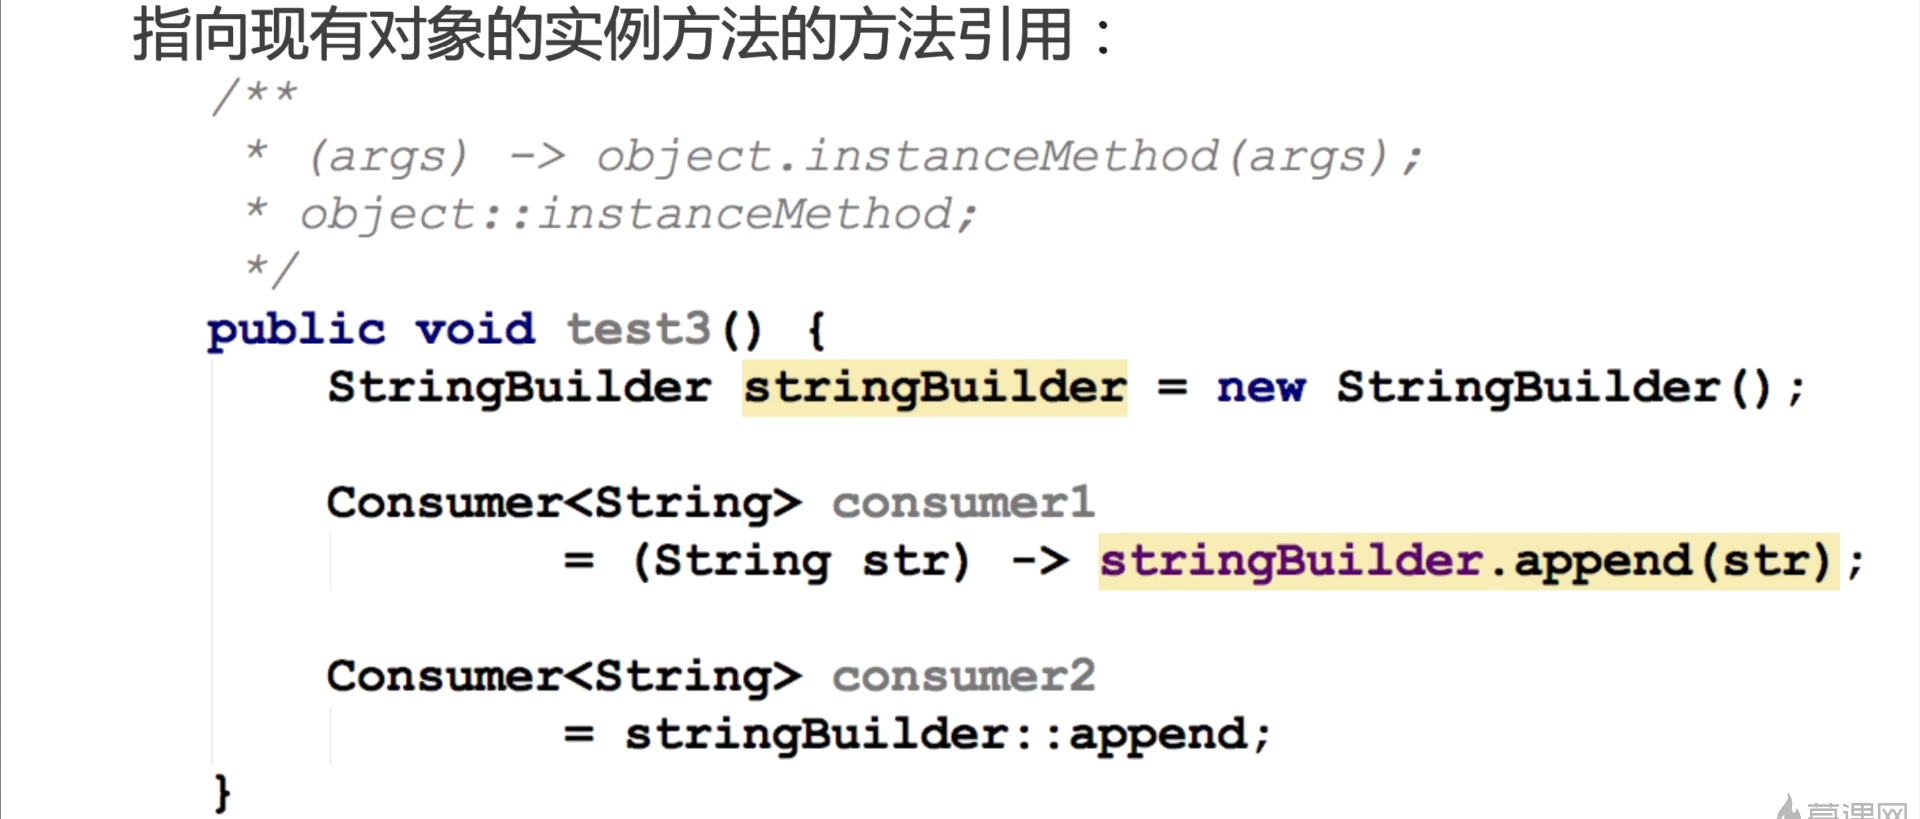 指向现有对象的实例方法的方法引用：
/**
* (args) -> object.instanceMethod(args);
* object::instanceMethod;
*/
public void test3() {
StringBuilder stringBuilder = new StringBuilder();
Consumer<String> consumer1
= (String str) -> stringBuilder.append(str);
Consumer<String> consumer2
= stringBuilder::append;
}
慕课网